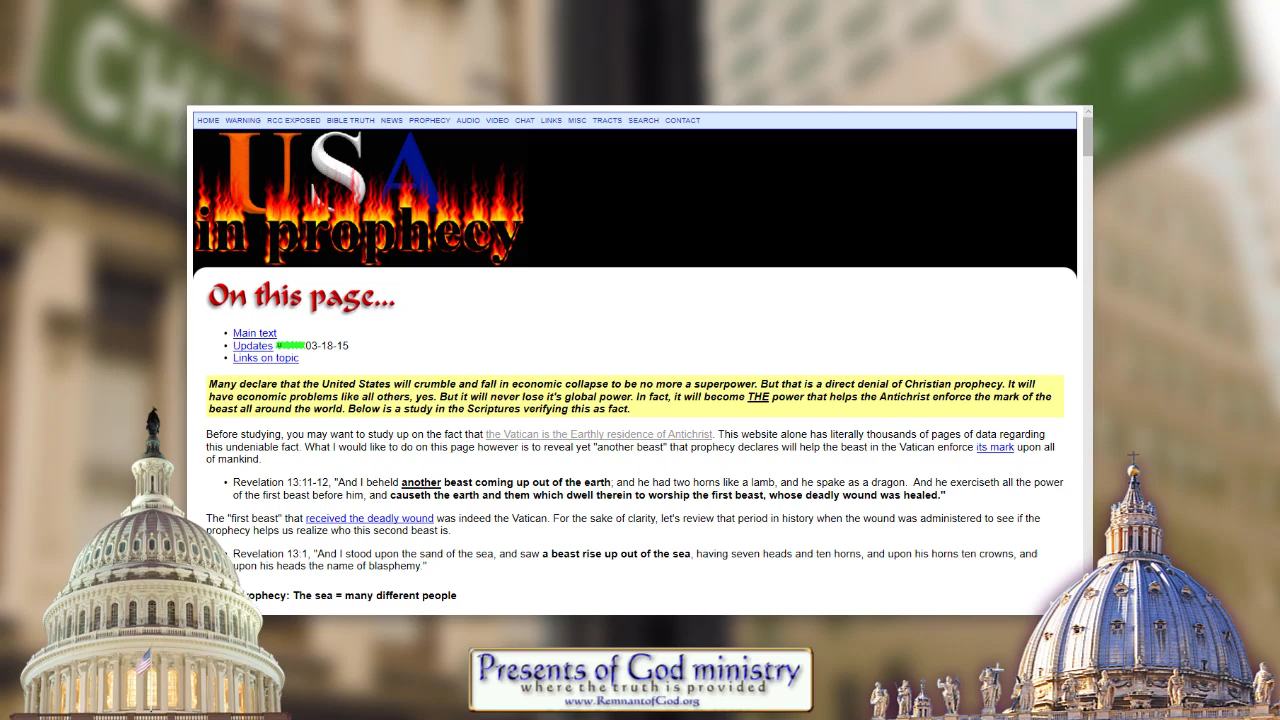 HOME WARNING RCC EXPOSED BIBLE TRUTH NEWS PROPHECY AUDIO VIDEO CHAT LINKS MISC TRACTS SEARCH CONTACT
USA
in prophecy
On this page...
• Main text
• Updates 03-18-15
• Links on topic
Many declare that the United States will crumble and fall in economic collapse to be no more a superpower. But that is a direct denial of Christian prophecy. It will
have economic problems like all others, yes. But it will never lose it's global power. In fact, it will become THE power that helps the Antichrist enforce the mark of the
beast all around the world. Below is a study in the Scriptures verifying this as fact.
Before studying, you may want to study up on the fact that the Vatican is the Earthly residence of Antichrist. This website alone has literally thousands of pages of data regarding
this undeniable fact. What I would like to do on this page however is to reveal yet "another beast" that prophecy declares will help the beast in the Vatican enforce its mark upon all
of mankind.
• Revelation 13:11-12, "And I beheld another beast coming up out of the earth; and he had two horns like a lamb, and he spake as a dragon. And he exerciseth all the power
of the first beast before him, and causeth the earth and them which dwell therein to worship the first beast, whose deadly wound was healed."
The "first beast" that received the deadly wound was indeed the Vatican. For the sake of clarity, let's review that period in history when the wound was administered to see if the
prophecy helps us realize who this second beast is.
Revelation 13:1, "And I stood upon the sand of the sea, and saw a beast rise up out of the sea, having seven heads and ten horns, and upon his horns ten crowns, and
upon his heads the name of blasphemy."
The sea = many different people
Presents of God ministry
where the truth is provided
www.RemnantofGod.org